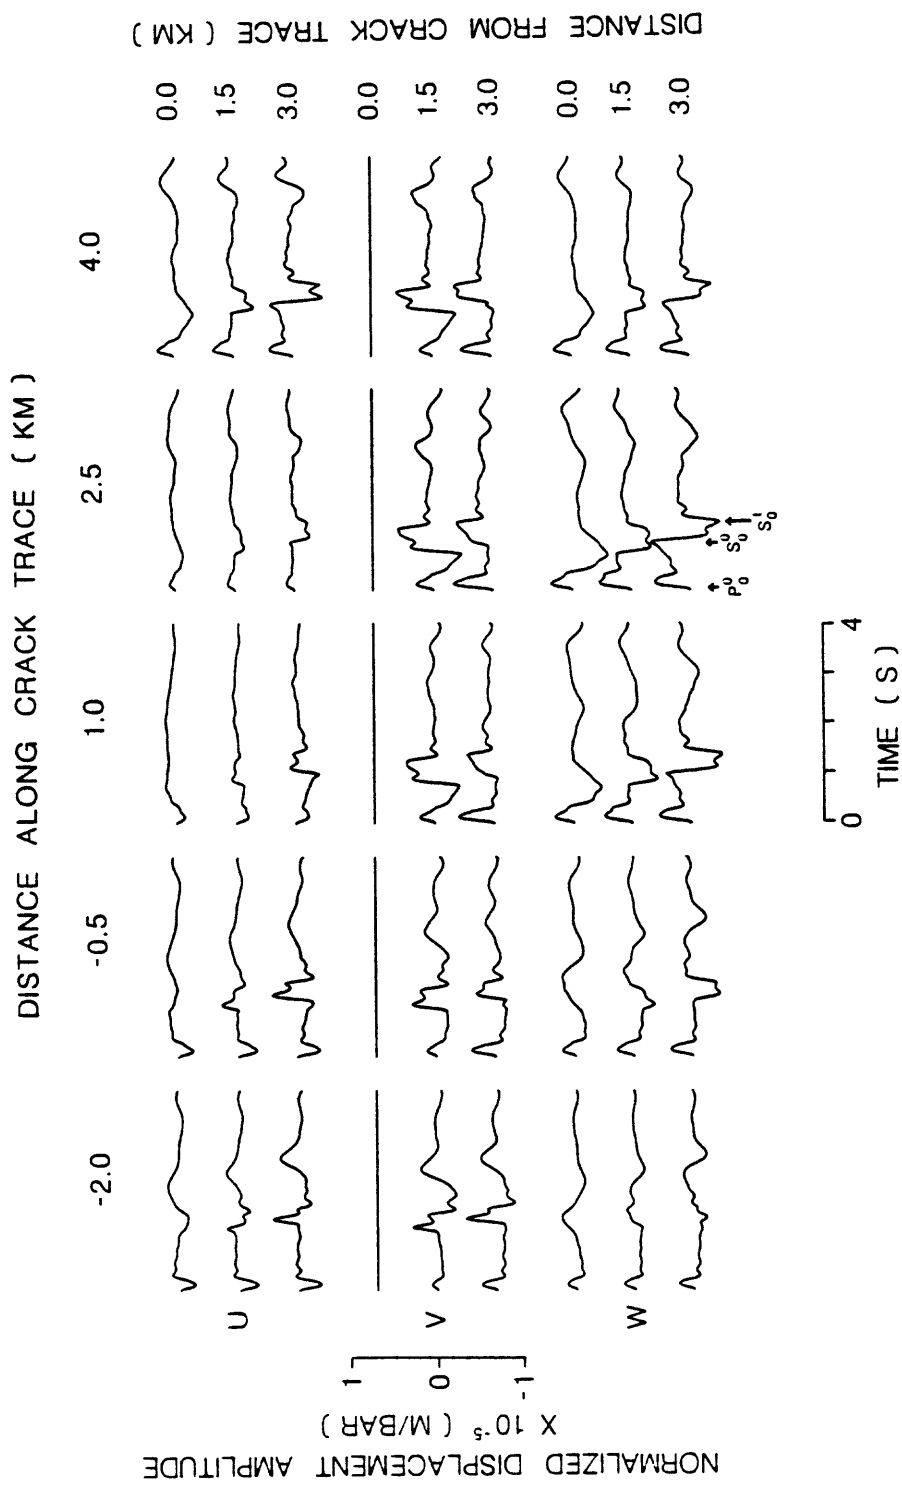 DISTANCE ALONG CRACK TRACE (KM)
-2.0 -0.5 1.0 2.5 4.0
DISTANCE FROM CRACK TRACE (KM)
0.0
1.5
3.0
0.0
1.5
3.0
0.0
1.5
3.0
U
V
W
NORMALIZED DISPLACEMENT AMPLITUDE
X 10⁻⁵ (M/BAR)
1
0
-1
P₀⁰ S₀⁰ S₀¹
0 4
TIME (S)